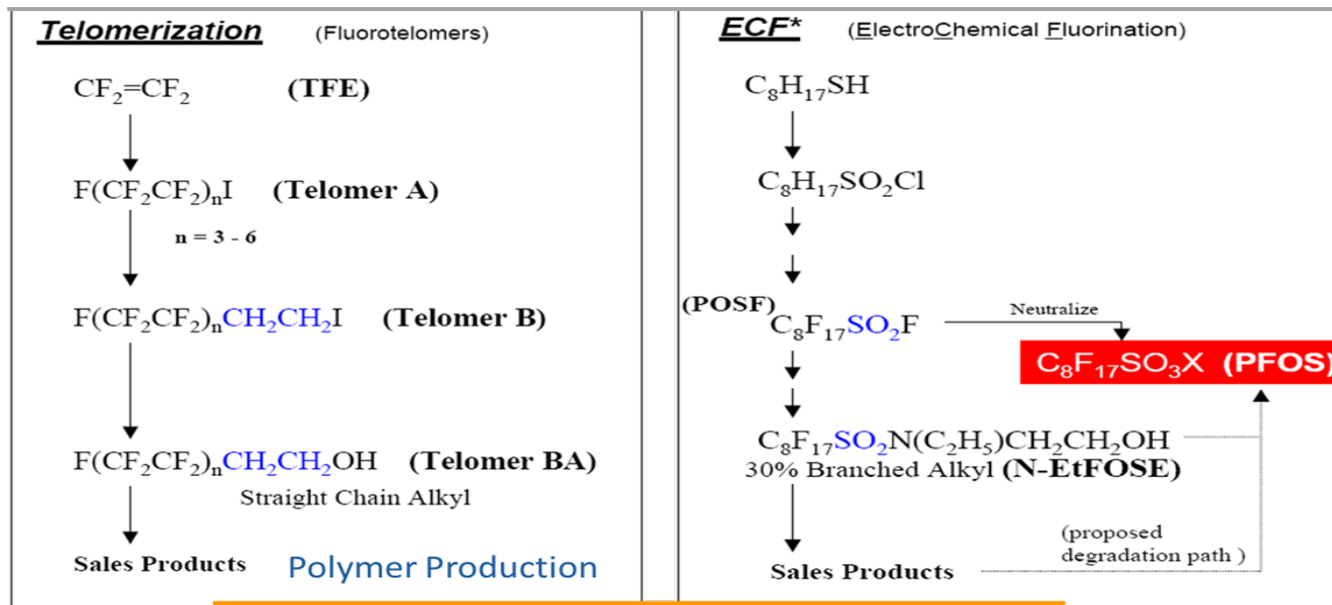 Telomerization (Fluorotelomers)
CF₂=CF₂ (TFE)
F(CF₂CF₂)ₙI (Telomer A)
n = 3 - 6
F(CF₂CF₂)ₙCH₂CH₂I (Telomer B)
F(CF₂CF₂)ₙCH₂CH₂OH (Telomer BA)
Straight Chain Alkyl
Sales Products Polymer Production
ECF* (ElectroChemical Fluorination)
C₈H₁₇SH
C₈H₁₇SO₂Cl
(POSF) C₈F₁₇SO₂F
Neutralize
C₈F₁₇SO₃X (PFOS)
C₈F₁₇SO₂N(C₂H₅)CH₂CH₂OH
30% Branched Alkyl (N-EtFOSE)
(proposed
degradation path )
Sales Products